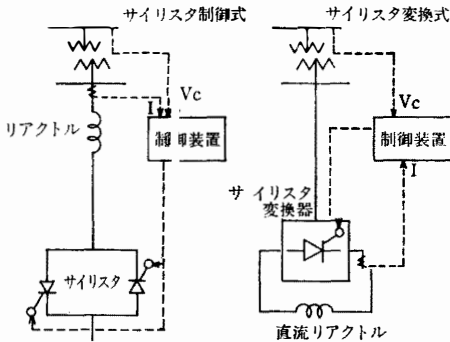 サイリスタ制御式
I
Vc
リアクトル
制御装置
サイリスタ
サイリスタ変換式
Vc
制御装置
I
サイリスタ
変換器
直流リアクトル